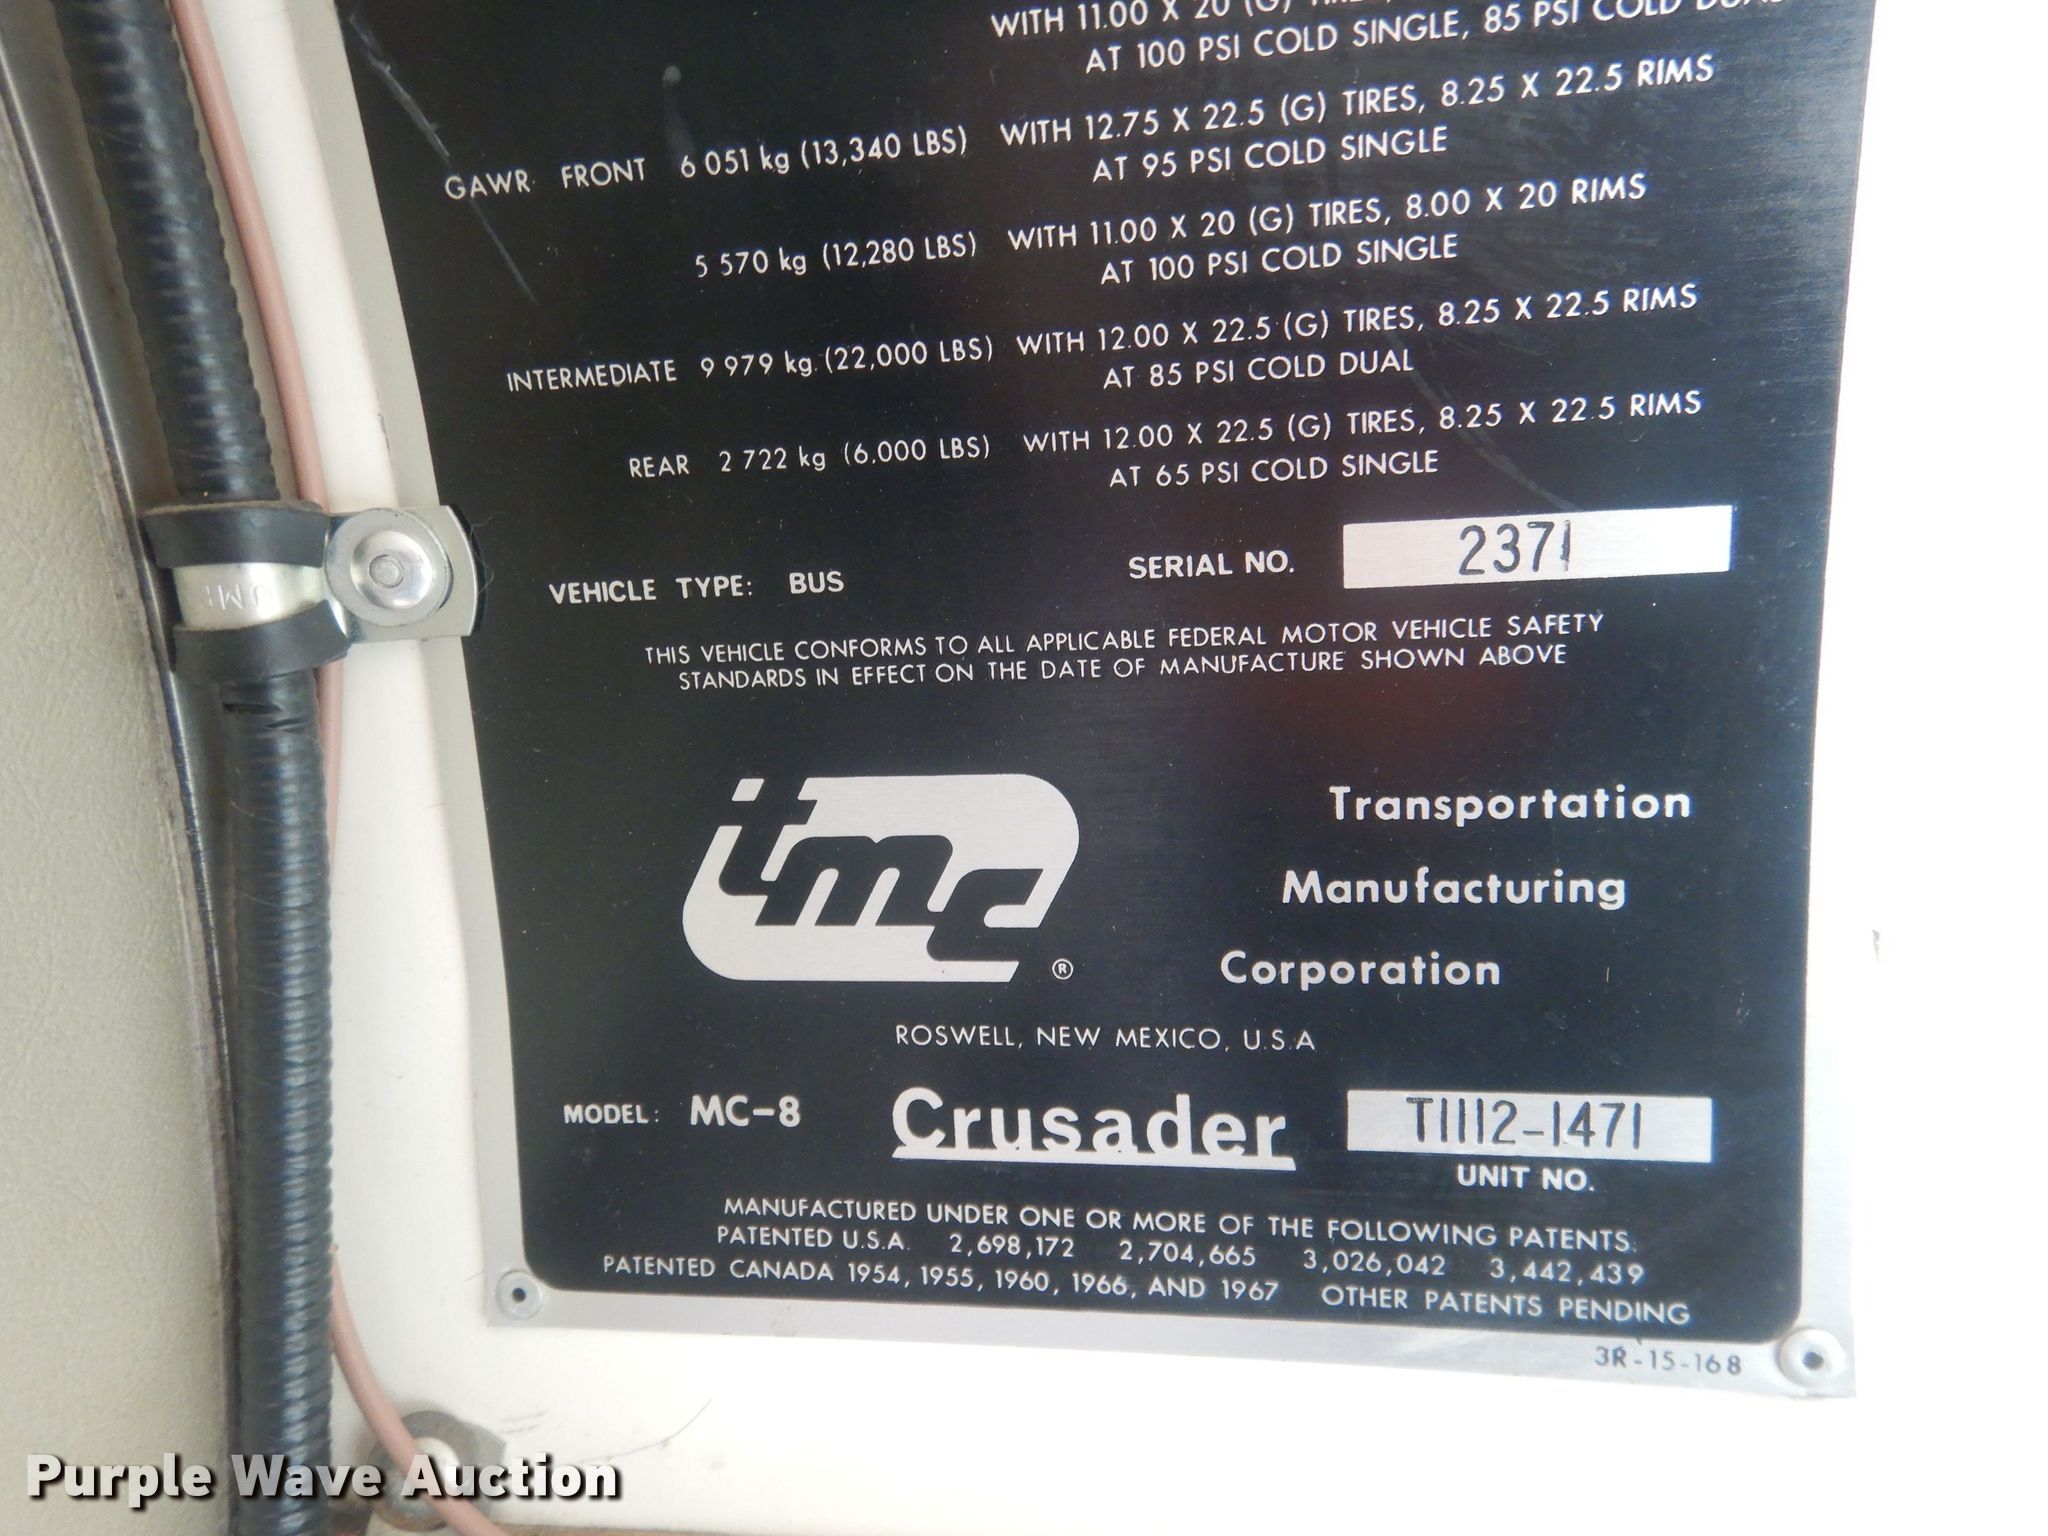 WITH 11.00 X 20 (G)
AT 100 PSI COLD SINGLE, 85 PSI COLD
GAWR FRONT 6 051 kg (13,340 LBS) WITH 12.75 X 22.5 (G) TIRES, 8.25 X 22.5 RIMS
AT 95 PSI COLD SINGLE
5 570 kg (12,280 LBS) WITH 11.00 X 20 (G) TIRES, 8.00 X 20 RIMS
AT 100 PSI COLD SINGLE
INTERMEDIATE 9 979 kg. (22,000 LBS) WITH 12.00 X 22.5 (G) TIRES, 8.25 X 22.5 RIMS
AT 85 PSI COLD DUAL
REAR 2 722 kg (6,000 LBS) WITH 12.00 X 22.5 (G) TIRES, 8.25 X 22.5 RIMS
AT 65 PSI COLD SINGLE
VEHICLE TYPE: BUS SERIAL NO. 2371
THIS VEHICLE CONFORMS TO ALL APPLICABLE FEDERAL MOTOR VEHICLE SAFETY
STANDARDS IN EFFECT ON THE DATE OF MANUFACTURE SHOWN ABOVE
tmc ®
Transportation
Manufacturing
Corporation
ROSWELL, NEW MEXICO, U.S.A
MODEL: MC-8 Crusader T1112-1471
UNIT NO.
MANUFACTURED UNDER ONE OR MORE OF THE FOLLOWING PATENTS:
PATENTED U.S.A. 2,698,172 2,704,665 3,026,042 3,442,439
PATENTED CANADA 1954, 1955, 1960, 1966, AND 1967 OTHER PATENTS PENDING
3R-15-168
Purple Wave Auction